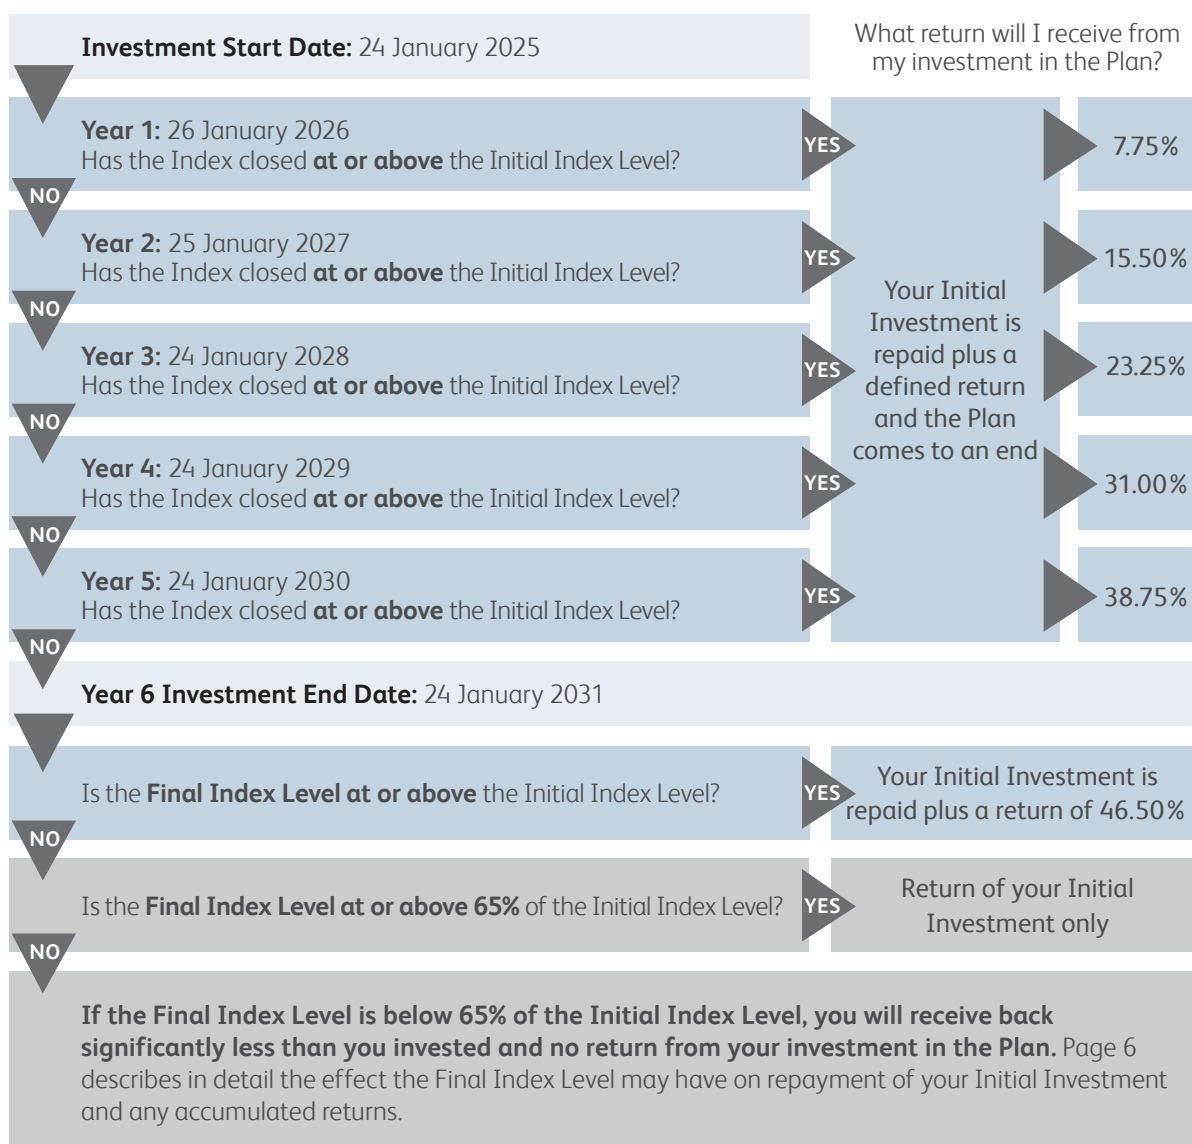 Investment Start Date: 24 January 2025
What return will I receive from
my investment in the Plan?
Year 1: 26 January 2026
Has the Index closed at or above the Initial Index Level?
YES
7.75%
NO
Year 2: 25 January 2027
Has the Index closed at or above the Initial Index Level?
YES
15.50%
NO
Year 3: 24 January 2028
Has the Index closed at or above the Initial Index Level?
YES
23.25%
NO
Year 4: 24 January 2029
Has the Index closed at or above the Initial Index Level?
YES
31.00%
NO
Year 5: 24 January 2030
Has the Index closed at or above the Initial Index Level?
YES
38.75%
Your Initial
Investment is
repaid plus a
defined return
and the Plan
comes to an end
NO
Year 6 Investment End Date: 24 January 2031
Is the Final Index Level at or above the Initial Index Level?
YES
Your Initial Investment is
repaid plus a return of 46.50%
NO
Is the Final Index Level at or above 65% of the Initial Index Level?
YES
Return of your Initial
Investment only
NO
If the Final Index Level is below 65% of the Initial Index Level, you will receive back
significantly less than you invested and no return from your investment in the Plan. Page 6
describes in detail the effect the Final Index Level may have on repayment of your Initial Investment
and any accumulated returns.